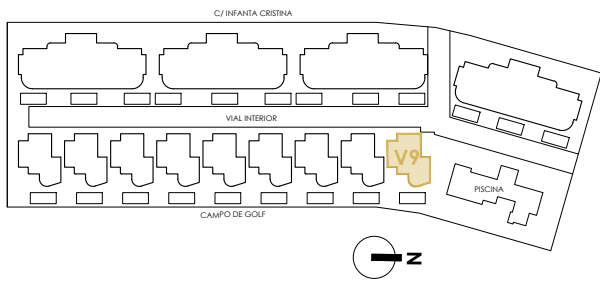 C/ INFANTA CRISTINA
VIAL INTERIOR
V9
PISCINA
CAMPO DE GOLF
N